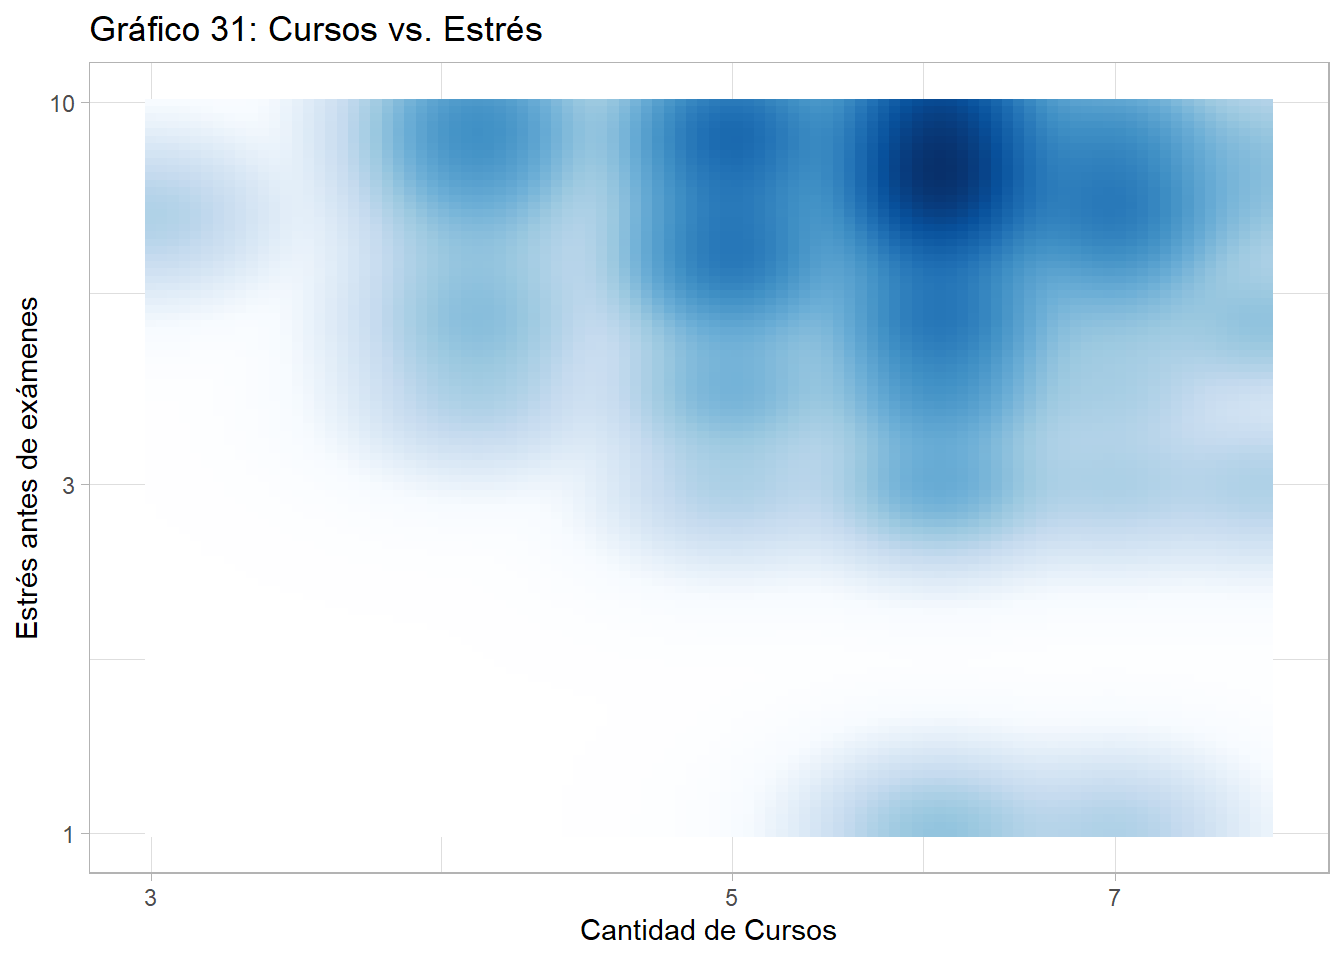 Gráfico 31: Cursos vs. Estrés
10
3
1
Estrés antes de exámenes
3
5
7
Cantidad de Cursos